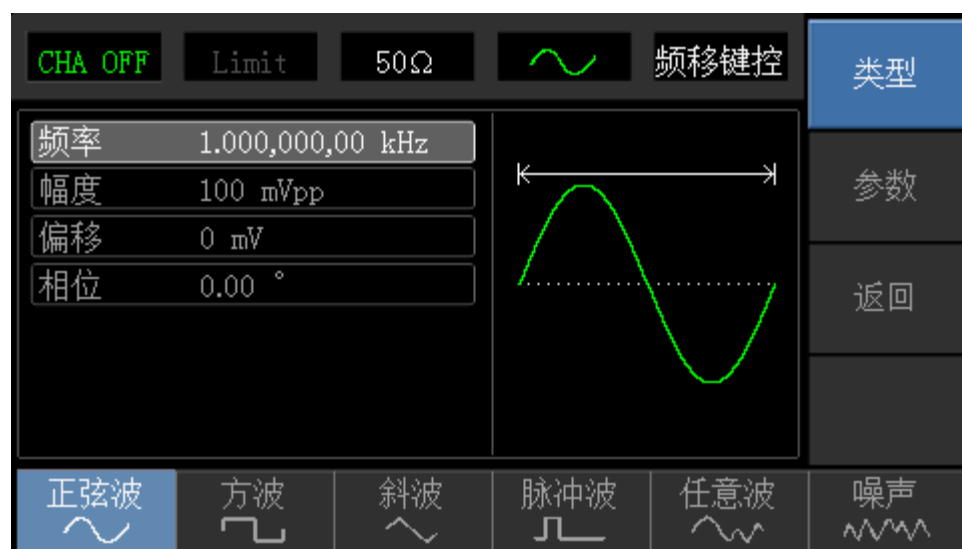 CHA OFF Limit 50Ω 频移键控 类型
频率 1.000,000,00 kHz
幅度 100 mVpp
偏移 0 mV
相位 0.00 °
参数
返回
正弦波 方波 斜波 脉冲波 任意波 噪声